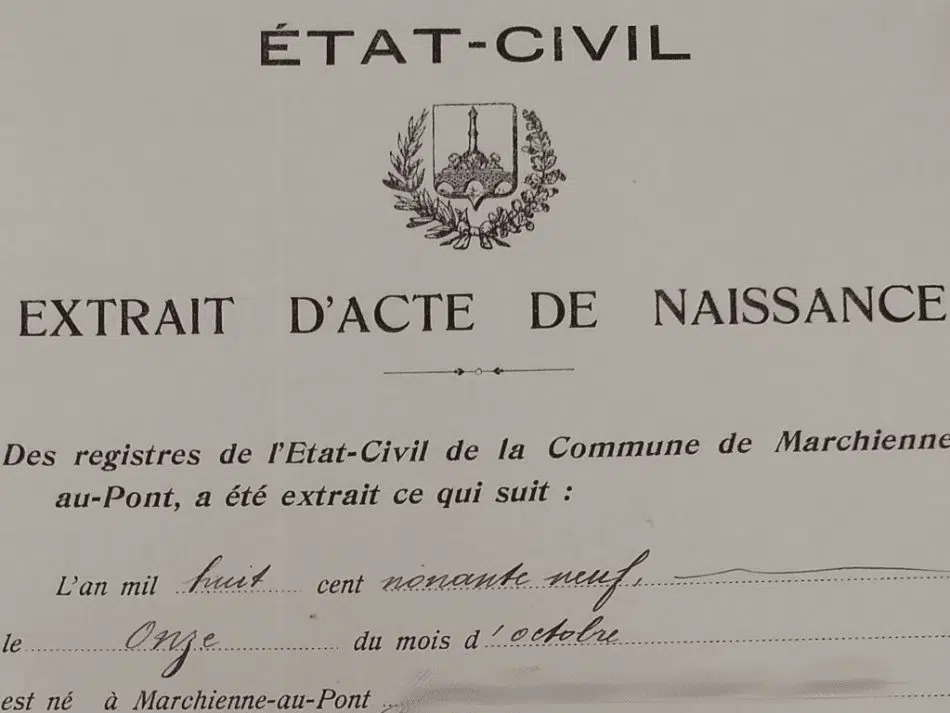 ÉTAT-CIVIL
EXTRAIT D'ACTE DE NAISSANCE
Des registres de l'Etat-Civil de la Commune de Marchienne
au-Pont, a été extrait ce qui suit :
L'an mil huit cent nonante neuf,
le Onze du mois d'octobre
est né à Marchienne-au-Pont